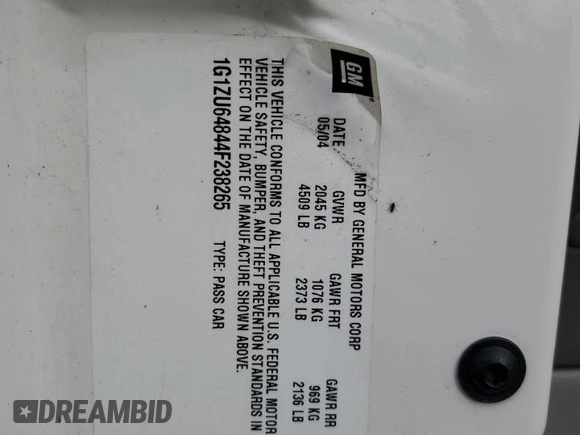 GM
MFD BY GENERAL MOTORS CORP
DATE GVWR GAWR FRT GAWR RR
05/04 2045 KG 1076 KG 969 KG
4509 LB 2373 LB 2136 LB
THIS VEHICLE CONFORMS TO ALL APPLICABLE U.S. FEDERAL MOTOR
VEHICLE SAFETY, BUMPER, AND THEFT PREVENTION STANDARDS IN
EFFECT ON THE DATE OF MANUFACTURE SHOWN ABOVE.
1G1ZU64844F238265 TYPE: PASS CAR
DREAMBID